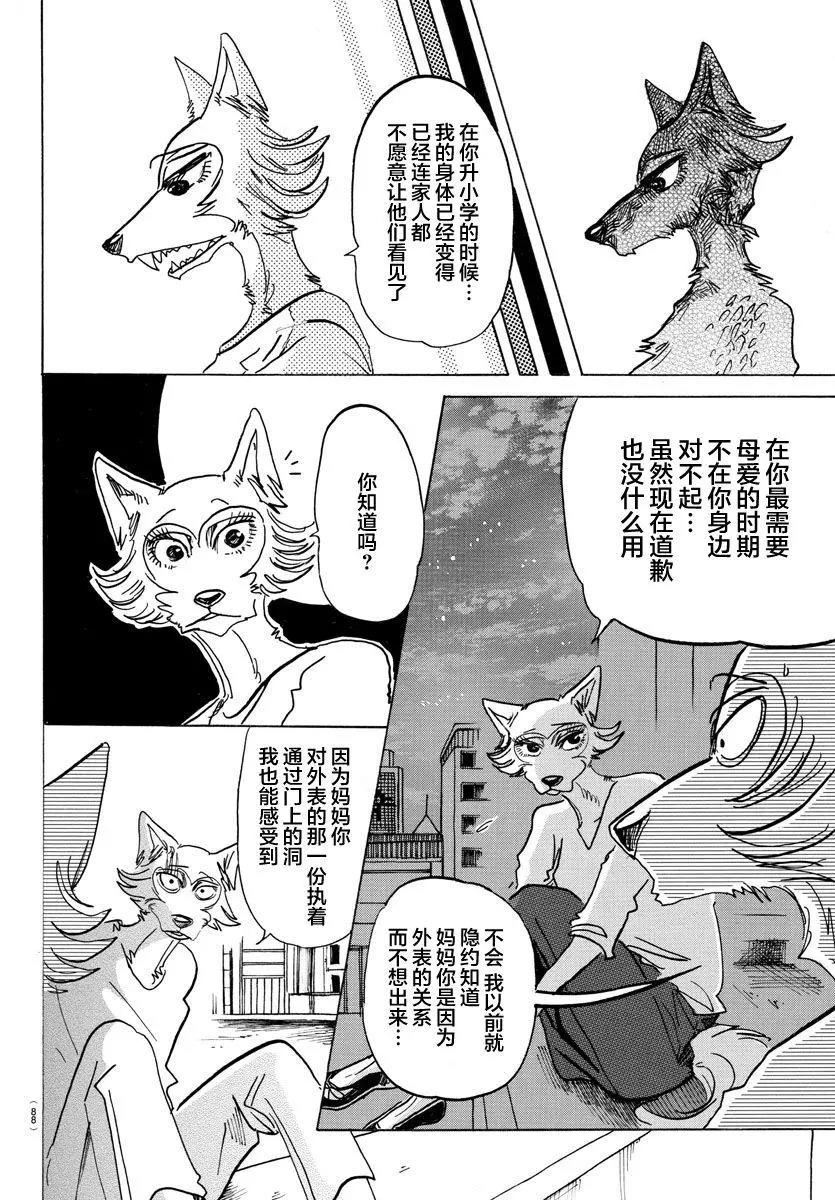 在你升小学的时候…
我的身体已经变得
已经连家人都
不愿意让他们看见了
在你最需要
母爱的时期
不在你身边
对不起…
虽然现在道歉
也没什么用
你知道吗？
不会 我以前就
隐约知道
妈妈你是因为
外表的关系
而不想出来…
因为妈妈你
对外表的那一份执着
通过门上的洞
我也能感受到
(88)